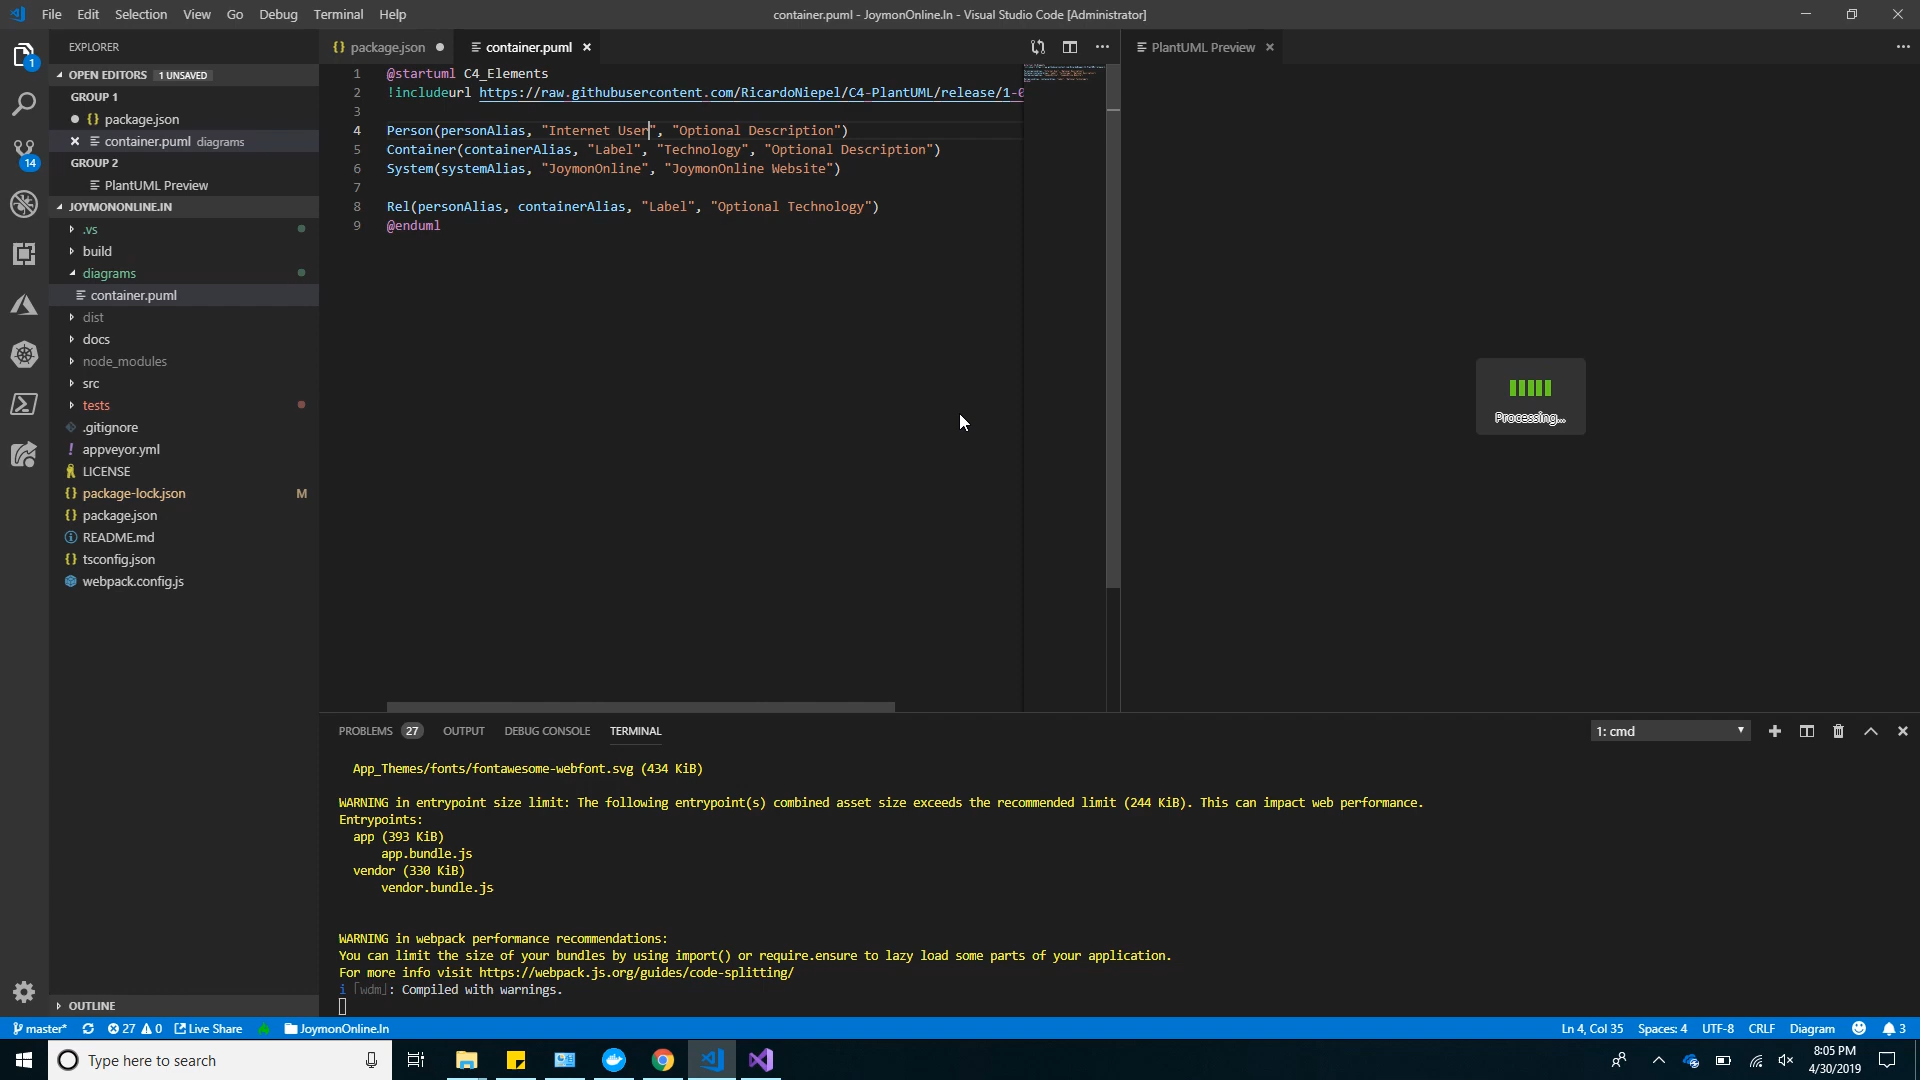 File Edit Selection View Go Debug Terminal Help
container.puml - JoymonOnline.In - Visual Studio Code [Administrator]
EXPLORER
OPEN EDITORS 1 UNSAVED
GROUP 1
package.json
container.puml diagrams
GROUP 2
PlantUML Preview
JOYMONONLINE.IN
.vs
build
diagrams
container.puml
dist
docs
node_modules
src
tests
.gitignore
appveyor.yml
LICENSE
package-lock.json M
package.json
README.md
tsconfig.json
webpack.config.js
OUTLINE
1
14
package.json
container.puml
1 @startuml C4_Elements
2 !includeurl https://raw.githubusercontent.com/RicardoNiepel/C4-PlantUML/release/1-0
3
4 Person(personAlias, "Internet User", "Optional Description")
5 Container(containerAlias, "Label", "Technology", "Optional Description")
6 System(systemAlias, "JoymonOnline", "JoymonOnline Website")
7
8 Rel(personAlias, containerAlias, "Label", "Optional Technology")
9 @enduml
PlantUML Preview
Processing...
PROBLEMS 27 OUTPUT DEBUG CONSOLE TERMINAL
1: cmd
App_Themes/fonts/fontawesome-webfont.svg (434 KiB)
WARNING in entrypoint size limit: The following entrypoint(s) combined asset size exceeds the recommended limit (244 KiB). This can impact web performance.
Entrypoints:
app (393 KiB)
app.bundle.js
vendor (330 KiB)
vendor.bundle.js
WARNING in webpack performance recommendations:
You can limit the size of your bundles by using import() or require.ensure to lazy load some parts of your application.
For more info visit https://webpack.js.org/guides/code-splitting/
i ｢wdm｣: Compiled with warnings.
master* 27 0 Live Share JoymonOnline.In
Ln 4, Col 35 Spaces: 4 UTF-8 CRLF Diagram 3
Type here to search
8:05 PM
4/30/2019